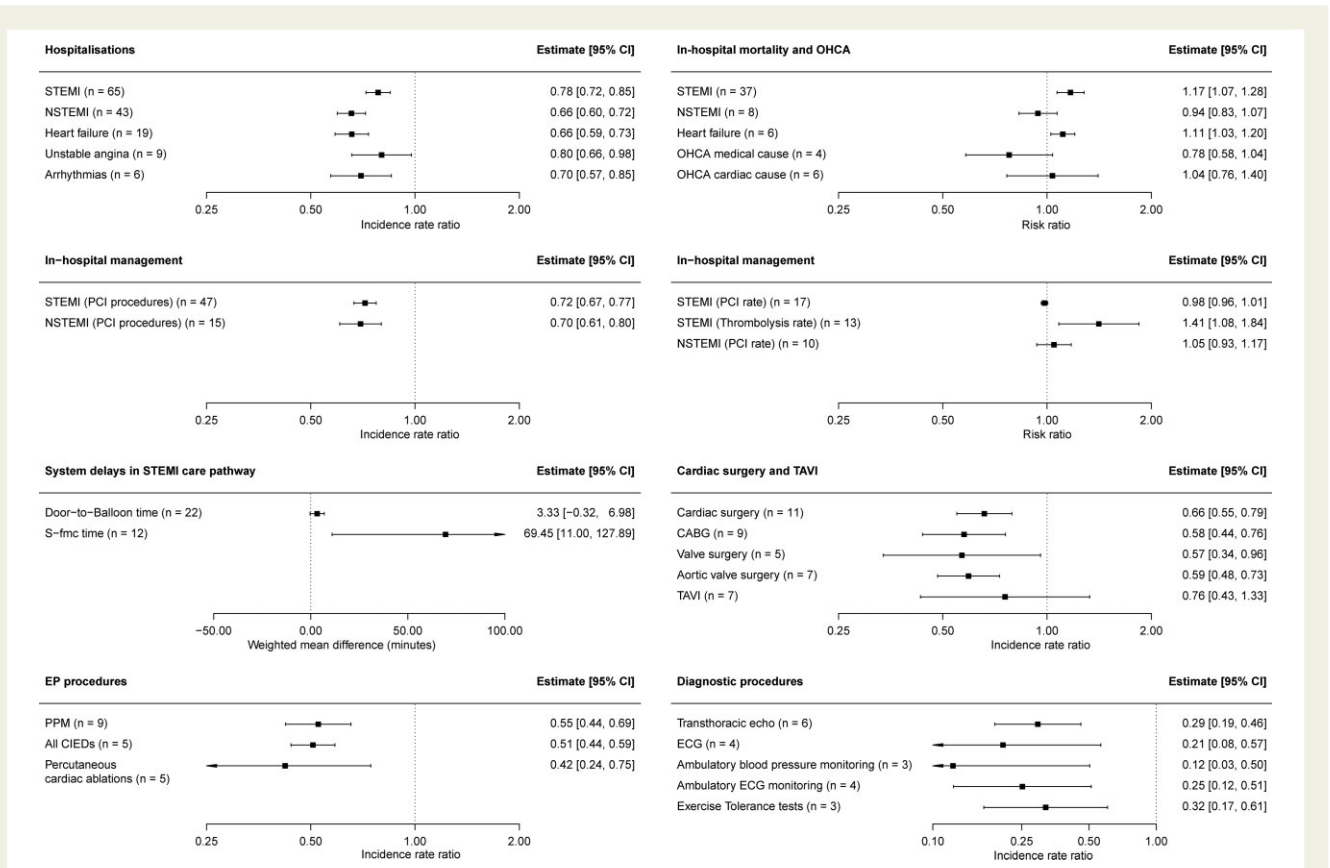 Hospitalisations Estimate [95% CI]
STEMI (n = 65) 0.78 [0.72, 0.85]
NSTEMI (n = 43) 0.66 [0.60, 0.72]
Heart failure (n = 19) 0.66 [0.59, 0.73]
Unstable angina (n = 9) 0.80 [0.66, 0.98]
Arrhythmias (n = 6) 0.70 [0.57, 0.85]
0.25 0.50 1.00 2.00
Incidence rate ratio
In-hospital mortality and OHCA Estimate [95% CI]
STEMI (n = 37) 1.17 [1.07, 1.28]
NSTEMI (n = 8) 0.94 [0.83, 1.07]
Heart failure (n = 6) 1.11 [1.03, 1.20]
OHCA medical cause (n = 4) 0.78 [0.58, 1.04]
OHCA cardiac cause (n = 6) 1.04 [0.76, 1.40]
0.25 0.50 1.00 2.00
Risk ratio
In−hospital management Estimate [95% CI]
STEMI (PCI procedures) (n = 47) 0.72 [0.67, 0.77]
NSTEMI (PCI procedures) (n = 15) 0.70 [0.61, 0.80]
0.25 0.50 1.00 2.00
Incidence rate ratio
In−hospital management Estimate [95% CI]
STEMI (PCI rate) (n = 17) 0.98 [0.96, 1.01]
STEMI (Thrombolysis rate) (n = 13) 1.41 [1.08, 1.84]
NSTEMI (PCI rate) (n = 10) 1.05 [0.93, 1.17]
0.25 0.50 1.00 2.00
Risk ratio
System delays in STEMI care pathway Estimate [95% CI]
Door−to−Balloon time (n = 22) 3.33 [−0.32, 6.98]
S−fmc time (n = 12) 69.45 [11.00, 127.89]
−50.00 0.00 50.00 100.00
Weighted mean difference (minutes)
Cardiac surgery and TAVI Estimate [95% CI]
Cardiac surgery (n = 11) 0.66 [0.55, 0.79]
CABG (n = 9) 0.58 [0.44, 0.76]
Valve surgery (n = 5) 0.57 [0.34, 0.96]
Aortic valve surgery (n = 7) 0.59 [0.48, 0.73]
TAVI (n = 7) 0.76 [0.43, 1.33]
0.25 0.50 1.00 2.00
Incidence rate ratio
EP procedures Estimate [95% CI]
PPM (n = 9) 0.55 [0.44, 0.69]
All CIEDs (n = 5) 0.51 [0.44, 0.59]
Percutaneous
cardiac ablations (n = 5) 0.42 [0.24, 0.75]
0.25 0.50 1.00 2.00
Incidence rate ratio
Diagnostic procedures Estimate [95% CI]
Transthoracic echo (n = 6) 0.29 [0.19, 0.46]
ECG (n = 4) 0.21 [0.08, 0.57]
Ambulatory blood pressure monitoring (n = 3) 0.12 [0.03, 0.50]
Ambulatory ECG monitoring (n = 4) 0.25 [0.12, 0.51]
Exercise Tolerance tests (n = 3) 0.32 [0.17, 0.61]
0.10 0.25 0.50 1.00
Incidence rate ratio